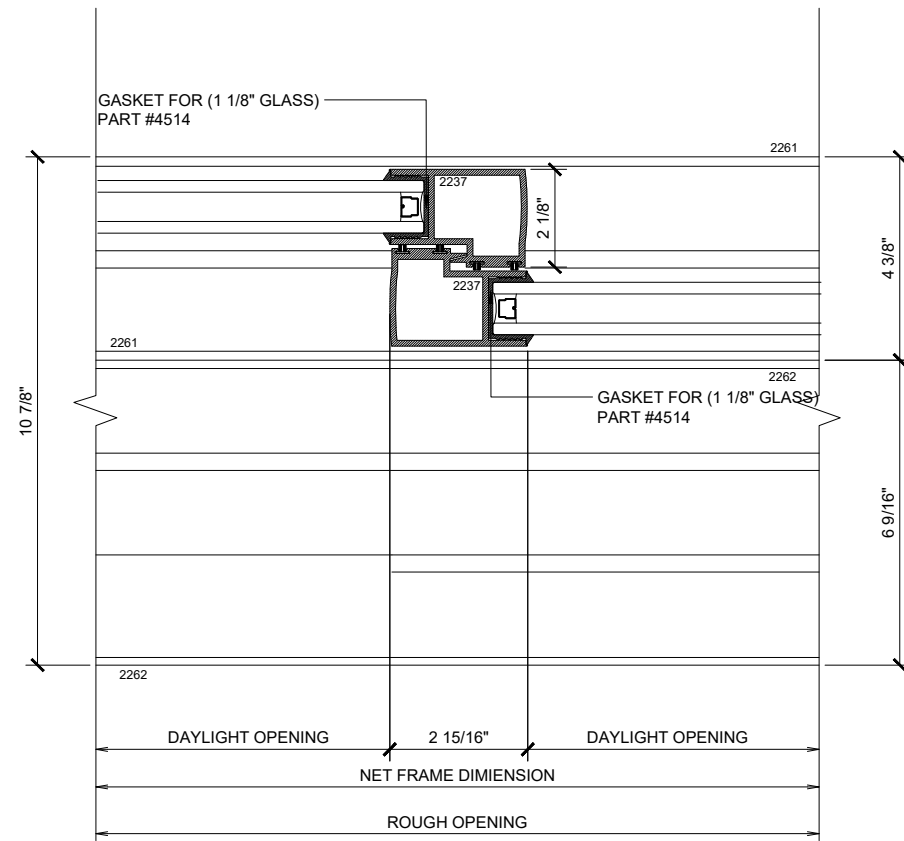 GASKET FOR (1 1/8" GLASS)
PART #4514
2261
2237
2 1/8"
4 3/8"
2237
2261
2262
10 7/8"
GASKET FOR (1 1/8" GLASS)
PART #4514
6 9/16"
2262
DAYLIGHT OPENING
2 15/16"
DAYLIGHT OPENING
NET FRAME DIMIENSION
ROUGH OPENING